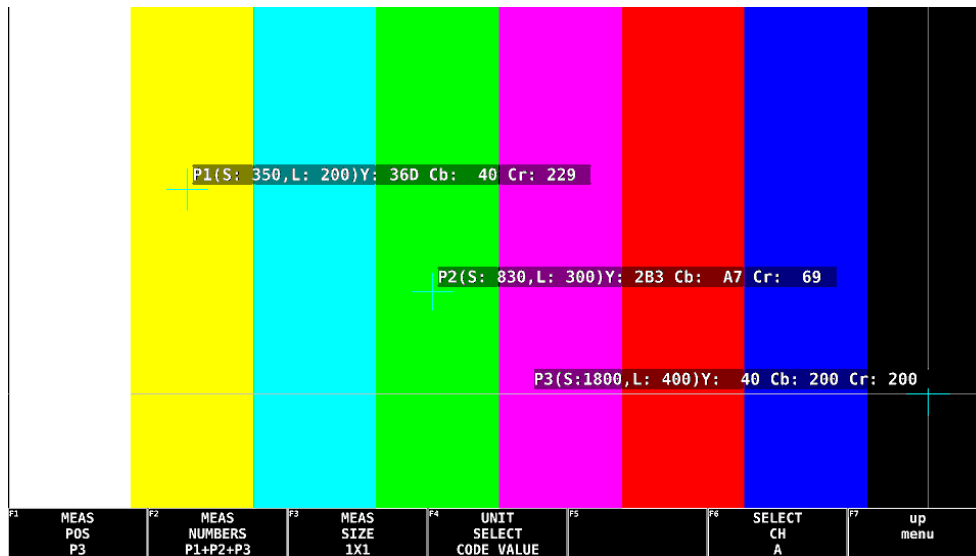 P1(S: 350,L: 200)Y: 36D Cb:  40 Cr: 229
P2(S: 830,L: 300)Y: 2B3 Cb:  A7 Cr:  69
P3(S:1800,L: 400)Y:  40 Cb: 200 Cr: 200
F1 MEAS POS P3
F2 MEAS NUMBERS P1+P2+P3
F3 MEAS SIZE 1X1
F4 UNIT SELECT CODE VALUE
F5
F6 SELECT CH A
F7 up menu